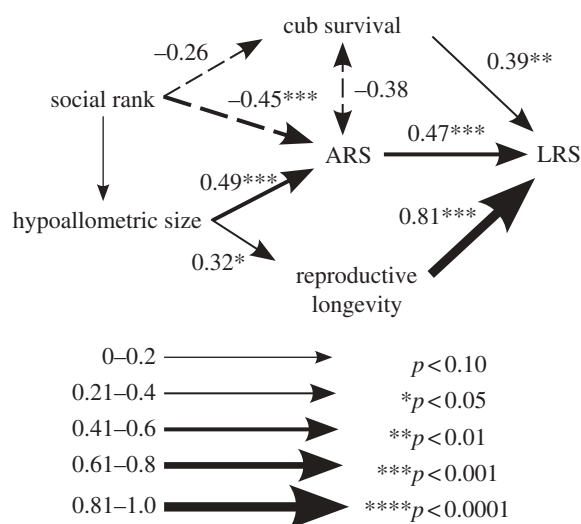 cub survival
–0.26
0.39**
social rank
–0.45***
–0.38
0.47***
ARS
LRS
0.49***
hypoallometric size
0.81***
0.32*
reproductive
longevity
0–0.2
p<0.10
0.21–0.4
*p<0.05
0.41–0.6
**p<0.01
0.61–0.8
***p<0.001
0.81–1.0
****p<0.0001